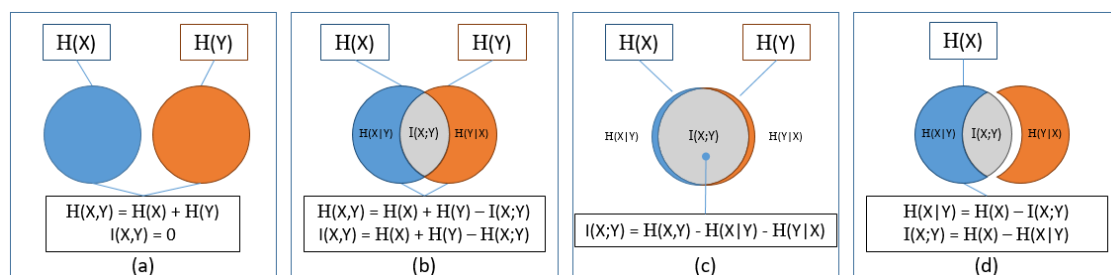 H(X)
H(Y)
H(X,Y) = H(X) + H(Y)
I(X,Y) = 0
(a)
H(X)
H(Y)
H(X|Y)
I(X;Y)
H(Y|X)
H(X,Y) = H(X) + H(Y) – I(X;Y)
I(X,Y) = H(X) + H(Y) – H(X;Y)
(b)
H(X)
H(Y)
H(X|Y)
I(X;Y)
H(Y|X)
I(X;Y) = H(X,Y) - H(X|Y) - H(Y|X)
(c)
H(X)
H(X|Y)
I(X;Y)
H(Y|X)
H(X|Y) = H(X) – I(X;Y)
I(X;Y) = H(X) – H(X|Y)
(d)